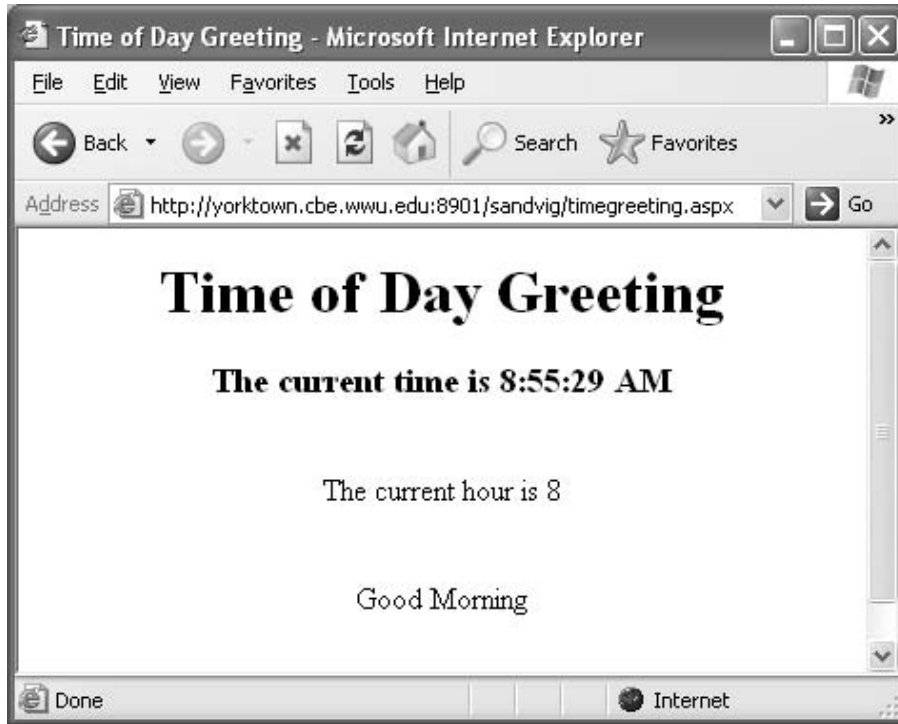 Time of Day Greeting - Microsoft Internet Explorer
File Edit View Favorites Tools Help
Back Search Favorites »
Address http://yorktown.cbe.wwu.edu:8901/sandvig/timegreeting.aspx Go
Time of Day Greeting
The current time is 8:55:29 AM
The current hour is 8
Good Morning
Done Internet